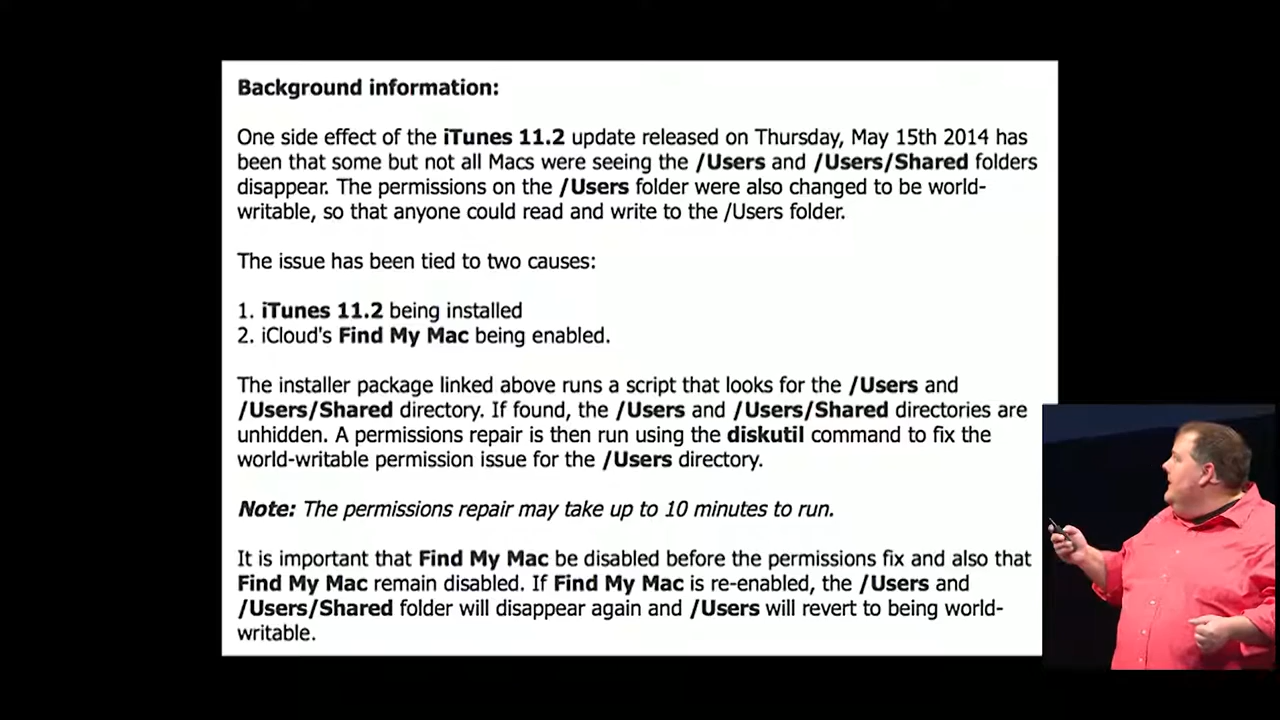 Background information:
One side effect of the iTunes 11.2 update released on Thursday, May 15th 2014 has
been that some but not all Macs were seeing the /Users and /Users/Shared folders
disappear. The permissions on the /Users folder were also changed to be world-
writable, so that anyone could read and write to the /Users folder.
The issue has been tied to two causes:
1. iTunes 11.2 being installed
2. iCloud's Find My Mac being enabled.
The installer package linked above runs a script that looks for the /Users and
/Users/Shared directory. If found, the /Users and /Users/Shared directories are
unhidden. A permissions repair is then run using the diskutil command to fix the
world-writable permission issue for the /Users directory.
Note: The permissions repair may take up to 10 minutes to run.
It is important that Find My Mac be disabled before the permissions fix and also that
Find My Mac remain disabled. If Find My Mac is re-enabled, the /Users and
/Users/Shared folder will disappear again and /Users will revert to being world-
writable.